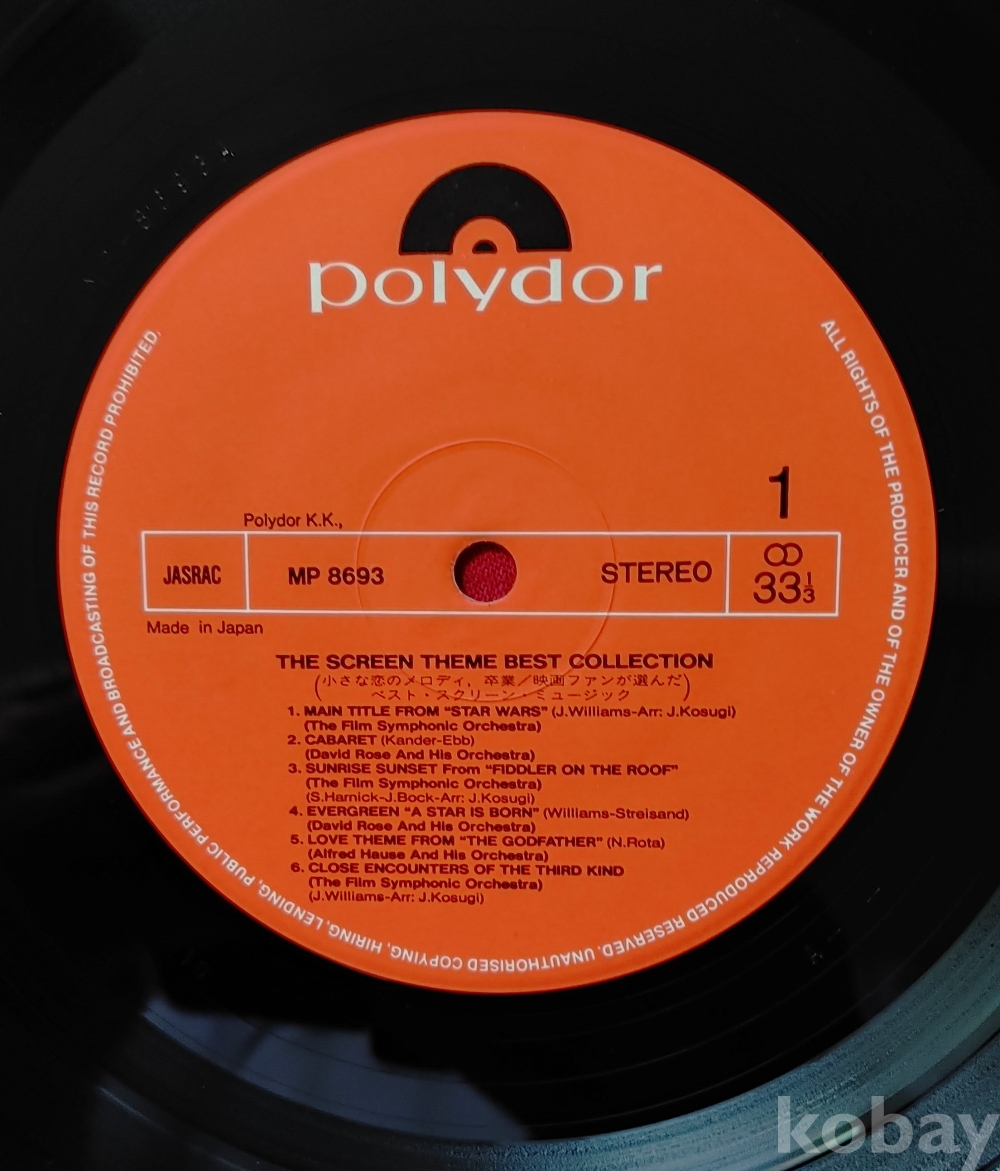 polydor
ALL RIGHTS OF THE PRODUCER AND OF THE OWNER OF THE WORK REPRODUCED RESERVED. UNAUTHORISED COPYING, HIRING, LENDING, PUBLIC PERFORMANCE AND BROADCASTING OF THIS RECORD PROHIBITED.
1
Polydor K.K.,
JASRAC MP 8693 STEREO 33 1/3
Made in Japan
THE SCREEN THEME BEST COLLECTION
(小さな恋のメロディ, 卒業/映画ファンが選んだ
ベスト・スクリーン・ミュージック)
1. MAIN TITLE FROM “STAR WARS” (J.Williams-Arr: J.Kosugi)
(The Film Symphonic Orchestra)
2. CABARET (Kander-Ebb)
(David Rose And His Orchestra)
3. SUNRISE SUNSET From “FIDDLER ON THE ROOF”
(The Film Symphonic Orchestra)
(S.Harnick-J.Bock-Arr: J.Kosugi)
4. EVERGREEN “A STAR IS BORN” (Williams-Streisand)
(David Rose And His Orchestra)
5. LOVE THEME FROM “THE GODFATHER” (N.Rota)
(Alfred Hause And His Orchestra)
6. CLOSE ENCOUNTERS OF THE THIRD KIND
(The Film Symphonic Orchestra)
(J.Williams-Arr: J.Kosugi)
kobay